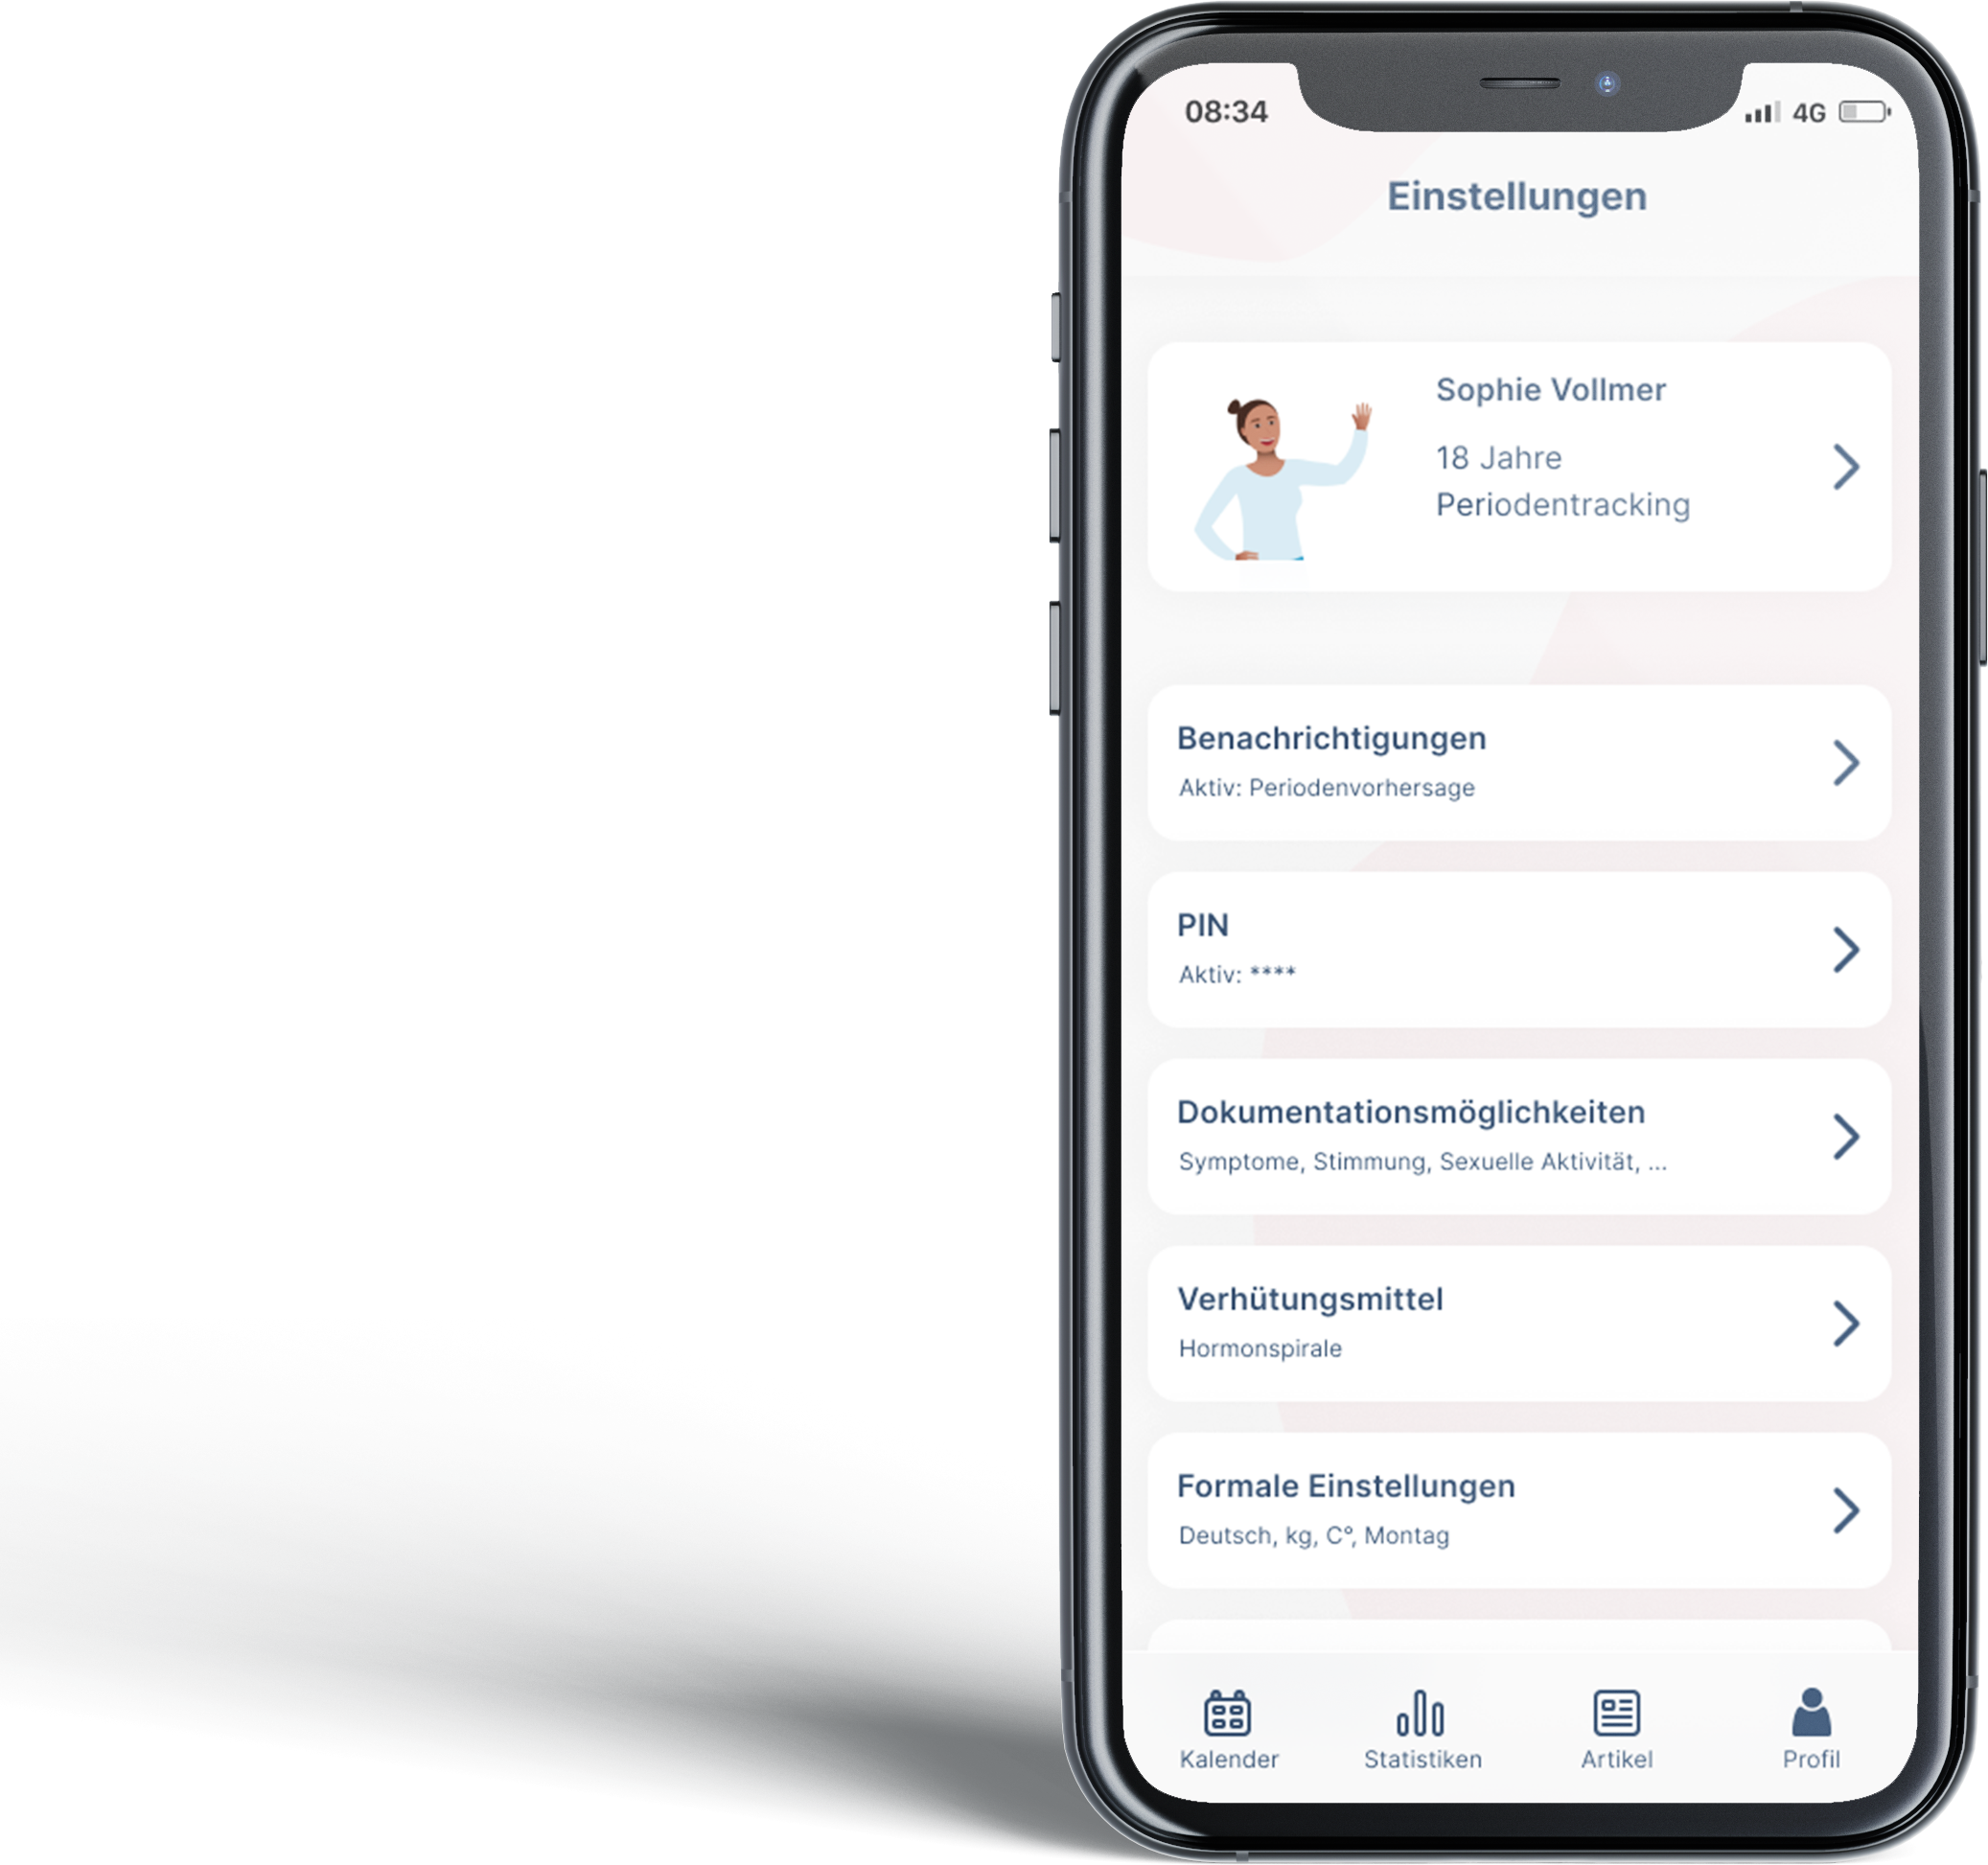 08:34
4G
Einstellungen
Sophie Vollmer
18 Jahre
Periodentracking
Benachrichtigungen
Aktiv: Periodenvorhersage
PIN
Aktiv: ****
Dokumentationsmöglichkeiten
Symptome, Stimmung, Sexuelle Aktivität, ...
Verhütungsmittel
Hormonspirale
Formale Einstellungen
Deutsch, kg, C°, Montag
Kalender
Statistiken
Artikel
Profil